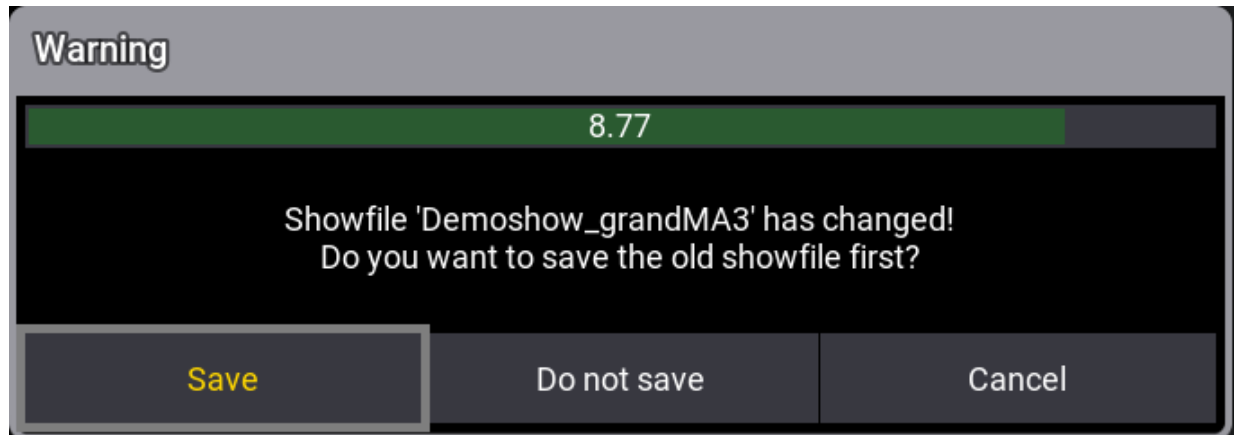 Warning
8.77
Showfile 'Demoshow_grandMA3' has changed!
Do you want to save the old showfile first?
Save
Do not save
Cancel